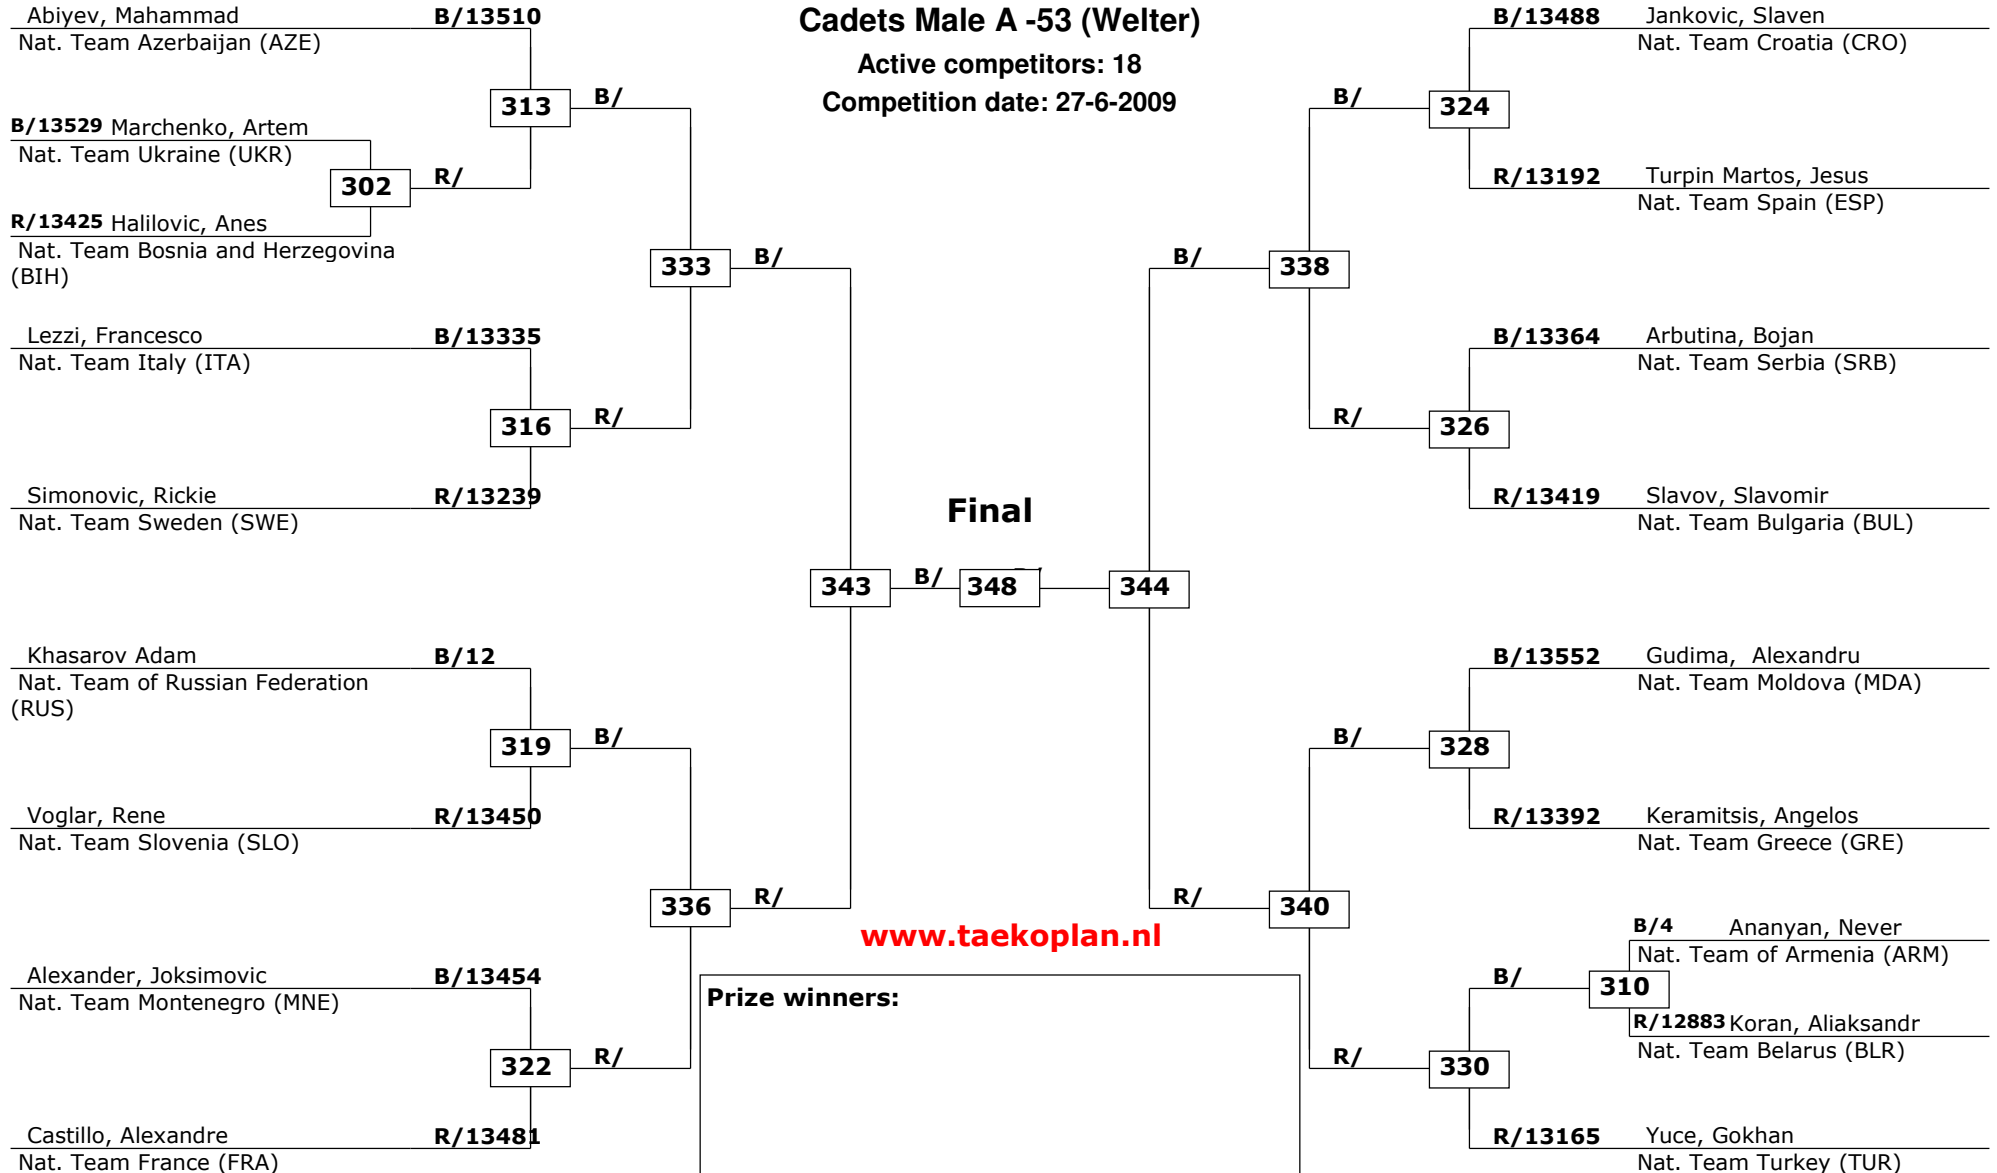 Cadets Male A -53 (Welter)
Active competitors: 18
Competition date: 27-6-2009
Abiyev, Mahammad B/13510
Nat. Team Azerbaijan (AZE)
313 B/
B/13529 Marchenko, Artem
Nat. Team Ukraine (UKR)
302 R/
R/13425 Halilovic, Anes
Nat. Team Bosnia and Herzegovina
(BIH)
333 B/
Lezzi, Francesco B/13335
Nat. Team Italy (ITA)
316 R/
Simonovic, Rickie R/13239
Nat. Team Sweden (SWE)
Final
343 B/ 348 344
Khasarov Adam B/12
Nat. Team of Russian Federation
(RUS)
319 B/
Voglar, Rene R/13450
Nat. Team Slovenia (SLO)
336 R/
Alexander, Joksimovic B/13454
Nat. Team Montenegro (MNE)
322 R/
Castillo, Alexandre R/13481
Nat. Team France (FRA)
B/13488 Jankovic, Slaven
Nat. Team Croatia (CRO)
B/ 324
R/13192 Turpin Martos, Jesus
Nat. Team Spain (ESP)
B/ 338
B/13364 Arbutina, Bojan
Nat. Team Serbia (SRB)
R/ 326
R/13419 Slavov, Slavomir
Nat. Team Bulgaria (BUL)
B/13552 Gudima, Alexandru
Nat. Team Moldova (MDA)
B/ 328
R/13392 Keramitsis, Angelos
Nat. Team Greece (GRE)
R/ 340
B/4 Ananyan, Never
Nat. Team of Armenia (ARM)
B/ 310
R/12883 Koran, Aliaksandr
Nat. Team Belarus (BLR)
R/ 330
R/13165 Yuce, Gokhan
Nat. Team Turkey (TUR)
www.taekoplan.nl
Prize winners: